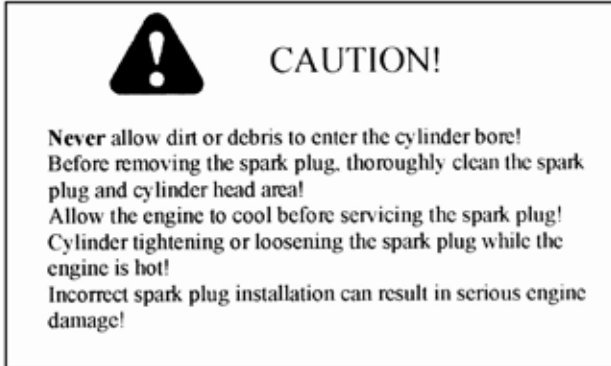 CAUTION!
Never allow dirt or debris to enter the cylinder bore!
Before removing the spark plug, thoroughly clean the spark
plug and cylinder head area!
Allow the engine to cool before servicing the spark plug!
Cylinder tightening or loosening the spark plug while the
engine is hot!
Incorrect spark plug installation can result in serious engine
damage!